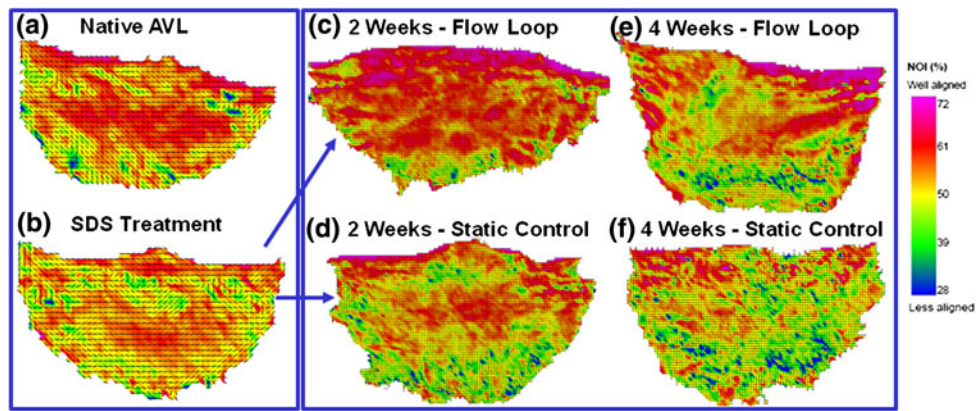 (a) Native AVL
(b) SDS Treatment
(c) 2 Weeks - Flow Loop
(d) 2 Weeks - Static Control
(e) 4 Weeks - Flow Loop
(f) 4 Weeks - Static Control
NOI (%)
Well aligned
72
61
50
39
28
Less aligned